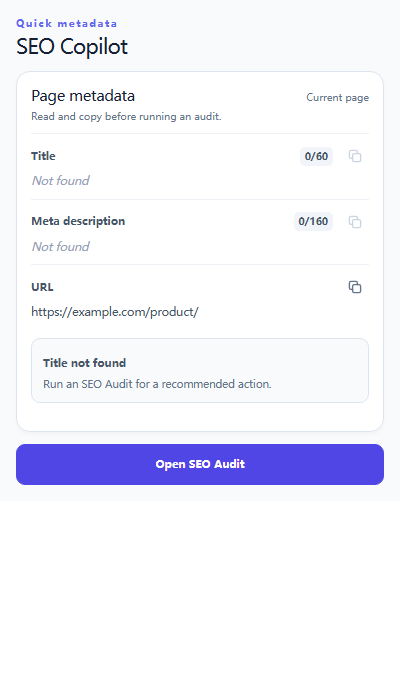 Quick metadata
SEO Copilot
Page metadata
Current page
Read and copy before running an audit.
Title
0/60
Not found
Meta description
0/160
Not found
URL
https://example.com/product/
Title not found
Run an SEO Audit for a recommended action.
Open SEO Audit